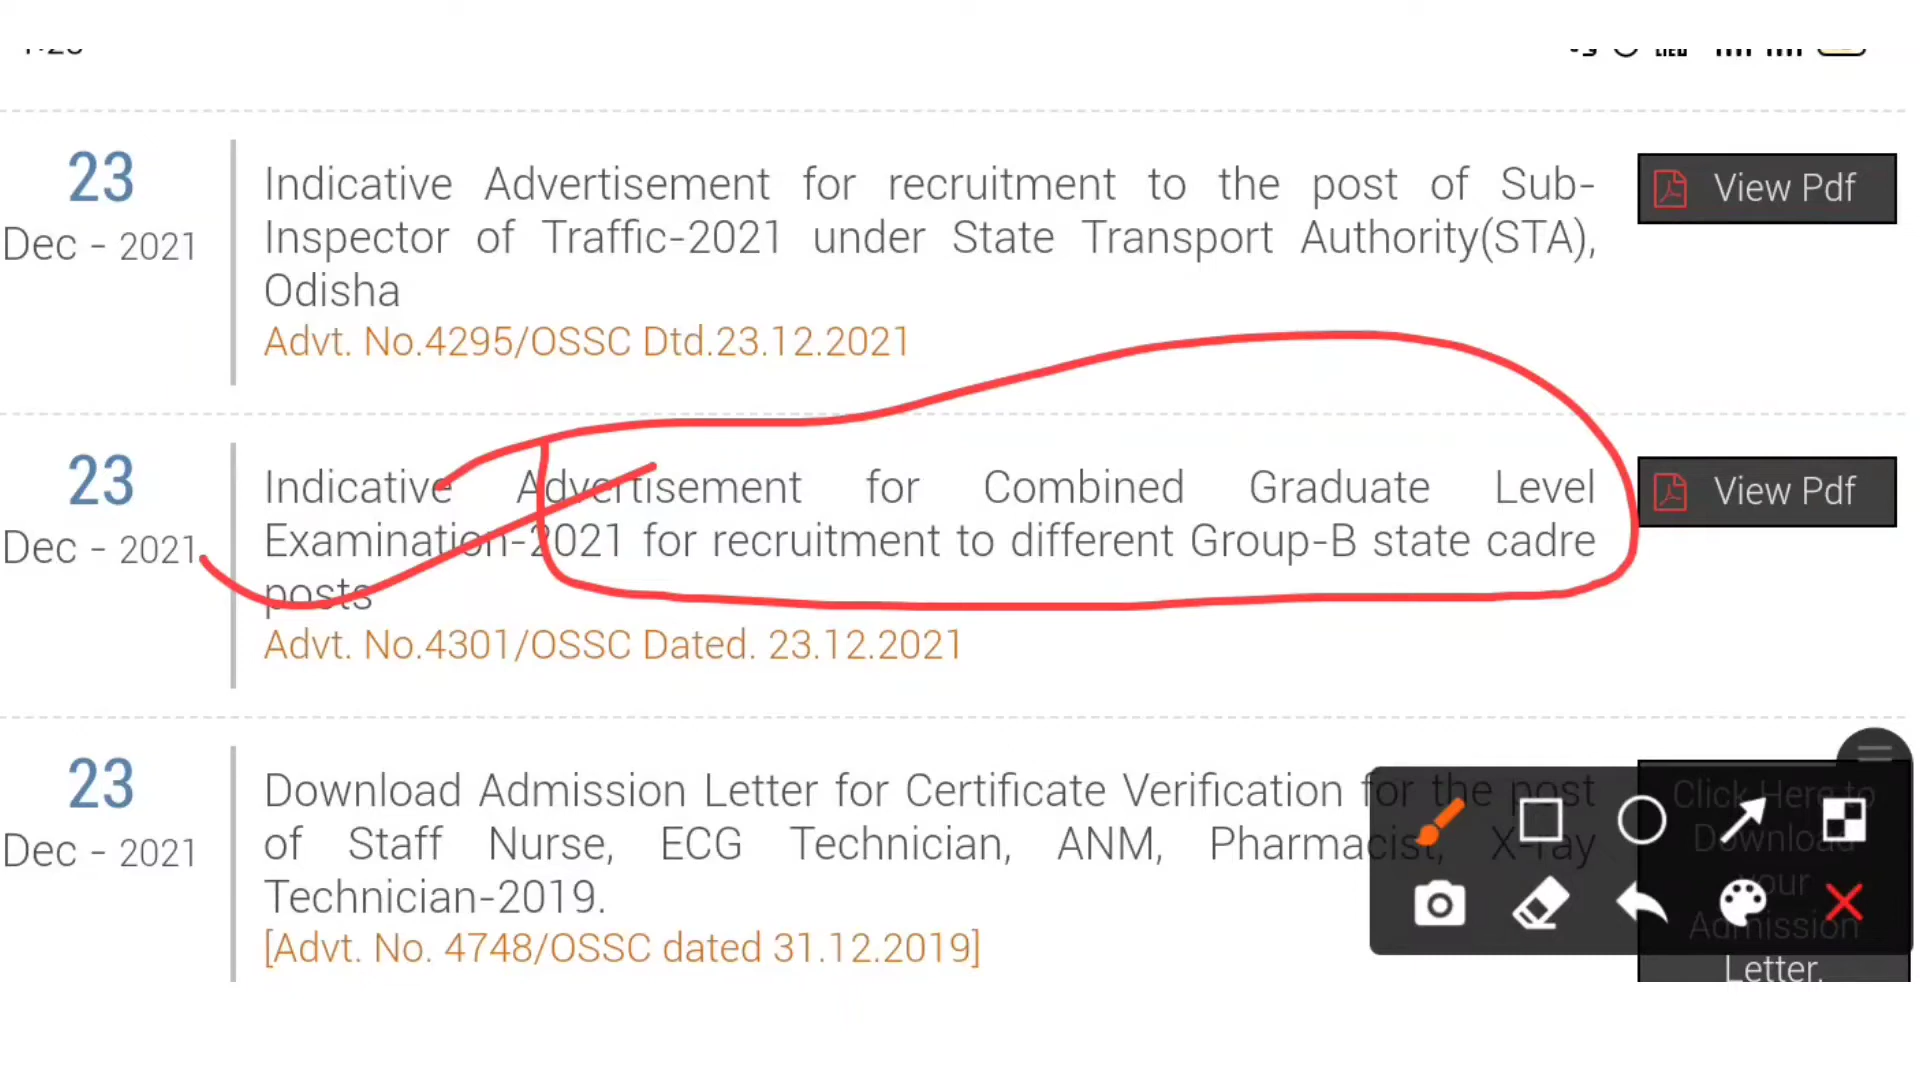 23
Dec - 2021
Indicative Advertisement for recruitment to the post of Sub-
Inspector of Traffic-2021 under State Transport Authority(STA),
Odisha
Advt. No.4295/OSSC Dtd.23.12.2021
View Pdf
23
Dec - 2021
Indicative Advertisement for Combined Graduate Level
Examination-2021 for recruitment to different Group-B state cadre
posts
Advt. No.4301/OSSC Dated. 23.12.2021
View Pdf
23
Dec - 2021
Download Admission Letter for Certificate Verification for the post
of Staff Nurse, ECG Technician, ANM, Pharmacist, X-ray
Technician-2019.
[Advt. No. 4748/OSSC dated 31.12.2019]
Click Here to
Download
your
Admission
Letter.